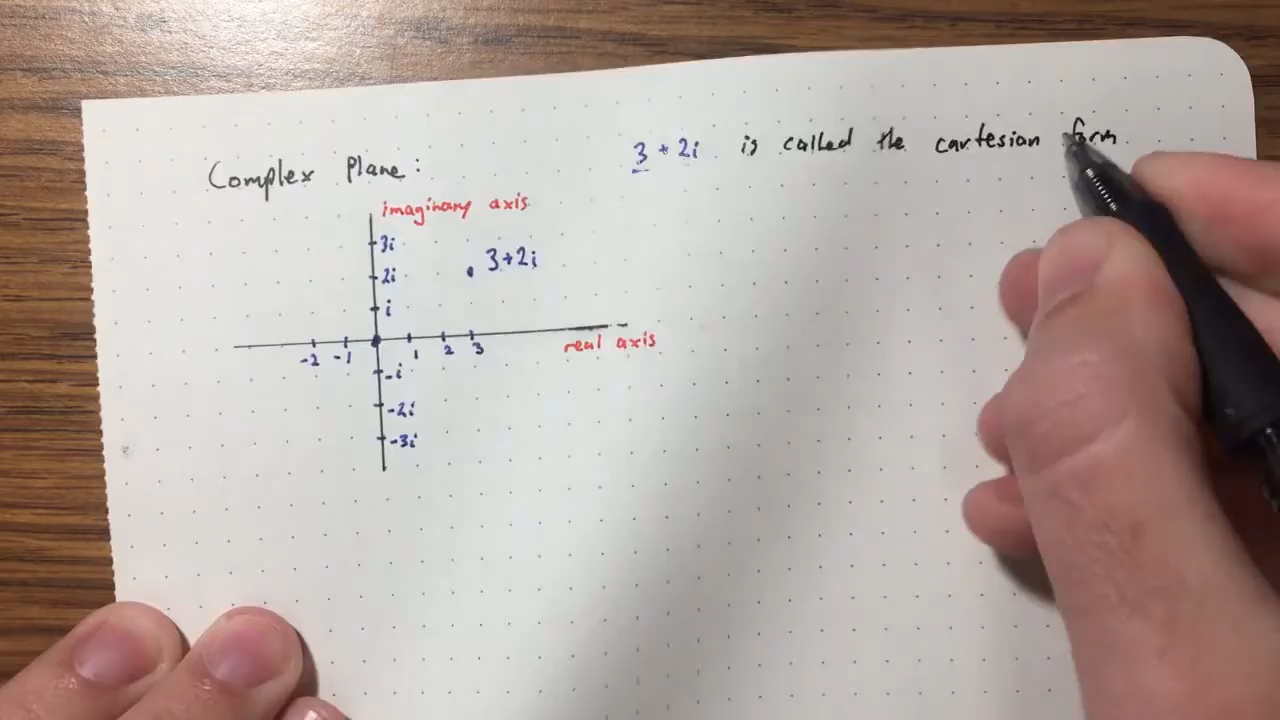 3 + 2i is called the cartesian form
Complex Plane:
imaginary axis
3i
3+2i
2i
i
-2 -1 1 2 3
real axis
-i
-2i
-3i